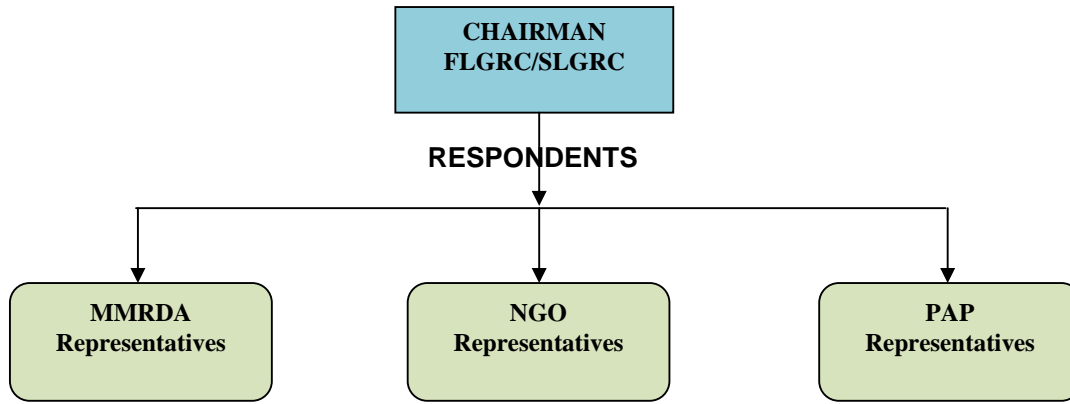 CHAIRMAN
FLGRC/SLGRC
RESPONDENTS
MMRDA
Representatives
NGO
Representatives
PAP
Representatives